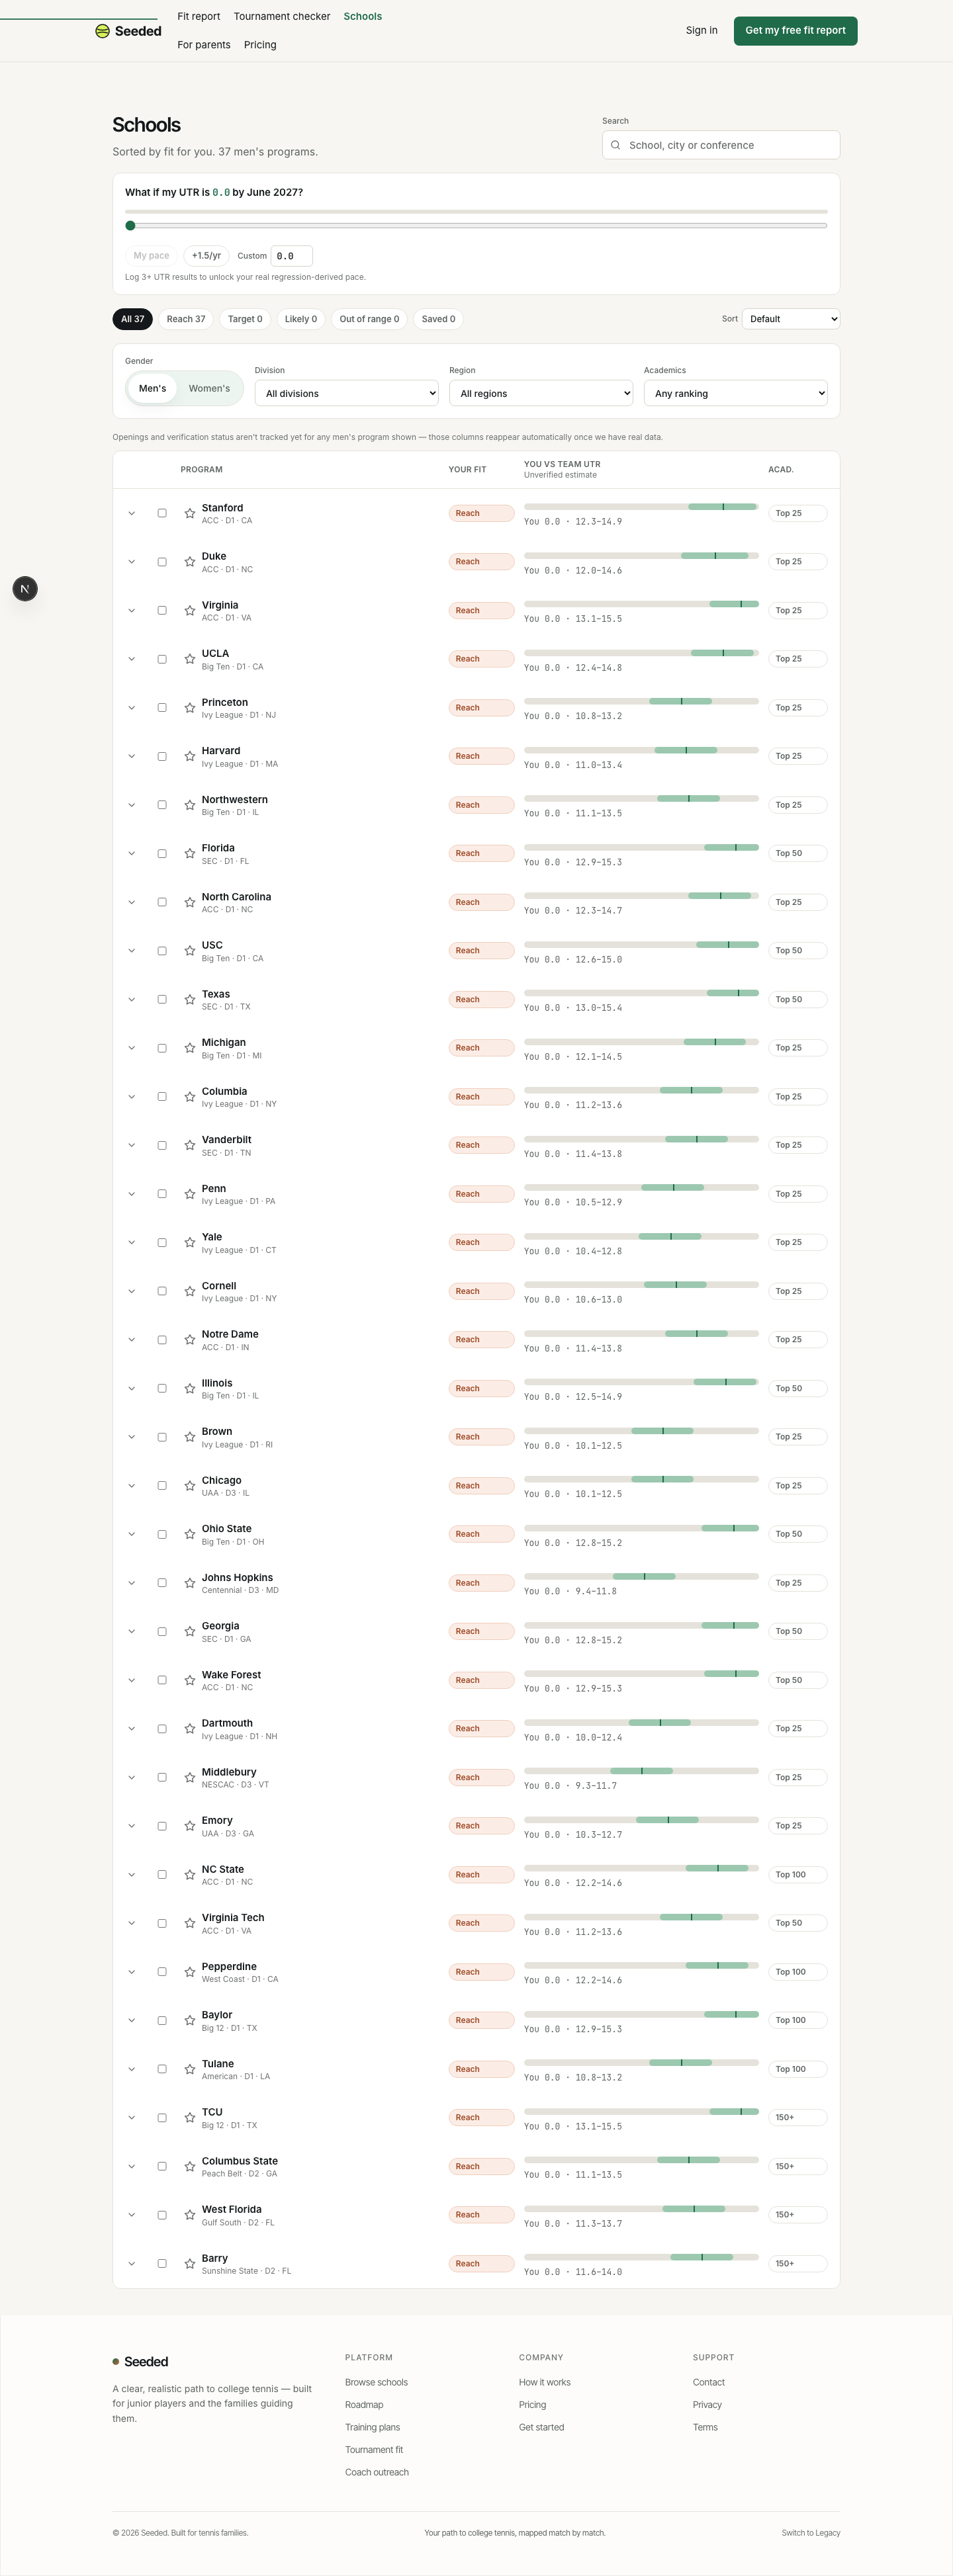 Seeded
Fit report Tournament checker Schools
For parents Pricing
Sign in
Get my free fit report
Schools
Sorted by fit for you. 37 men's programs.
Search
School, city or conference
What if my UTR is 0.0 by June 2027?
My pace +1.5/yr Custom 0.0
Log 3+ UTR results to unlock your real regression-derived pace.
All 37 Reach 37 Target 0 Likely 0 Out of range 0 Saved 0
Sort Default
Gender
Men's Women's
Division
All divisions
Region
All regions
Academics
Any ranking
Openings and verification status aren't tracked yet for any men's program shown — those columns reappear automatically once we have real data.
PROGRAM YOUR FIT YOU VS TEAM UTR ACAD.
Unverified estimate
N
Stanford Reach Top 25
ACC · D1 · CA You 0.0 · 12.3–14.9
Duke Reach Top 25
ACC · D1 · NC You 0.0 · 12.0–14.6
Virginia Reach Top 25
ACC · D1 · VA You 0.0 · 13.1–15.5
UCLA Reach Top 25
Big Ten · D1 · CA You 0.0 · 12.4–14.8
Princeton Reach Top 25
Ivy League · D1 · NJ You 0.0 · 10.8–13.2
Harvard Reach Top 25
Ivy League · D1 · MA You 0.0 · 11.0–13.4
Northwestern Reach Top 25
Big Ten · D1 · IL You 0.0 · 11.1–13.5
Florida Reach Top 50
SEC · D1 · FL You 0.0 · 12.9–15.3
North Carolina Reach Top 25
ACC · D1 · NC You 0.0 · 12.3–14.7
USC Reach Top 50
Big Ten · D1 · CA You 0.0 · 12.6–15.0
Texas Reach Top 50
SEC · D1 · TX You 0.0 · 13.0–15.4
Michigan Reach Top 25
Big Ten · D1 · MI You 0.0 · 12.1–14.5
Columbia Reach Top 25
Ivy League · D1 · NY You 0.0 · 11.2–13.6
Vanderbilt Reach Top 25
SEC · D1 · TN You 0.0 · 11.4–13.8
Penn Reach Top 25
Ivy League · D1 · PA You 0.0 · 10.5–12.9
Yale Reach Top 25
Ivy League · D1 · CT You 0.0 · 10.4–12.8
Cornell Reach Top 25
Ivy League · D1 · NY You 0.0 · 10.6–13.0
Notre Dame Reach Top 25
ACC · D1 · IN You 0.0 · 11.4–13.8
Illinois Reach Top 50
Big Ten · D1 · IL You 0.0 · 12.5–14.9
Brown Reach Top 25
Ivy League · D1 · RI You 0.0 · 10.1–12.5
Chicago Reach Top 25
UAA · D3 · IL You 0.0 · 10.1–12.5
Ohio State Reach Top 50
Big Ten · D1 · OH You 0.0 · 12.8–15.2
Johns Hopkins Reach Top 25
Centennial · D3 · MD You 0.0 · 9.4–11.8
Georgia Reach Top 50
SEC · D1 · GA You 0.0 · 12.8–15.2
Wake Forest Reach Top 50
ACC · D1 · NC You 0.0 · 12.9–15.3
Dartmouth Reach Top 25
Ivy League · D1 · NH You 0.0 · 10.0–12.4
Middlebury Reach Top 25
NESCAC · D3 · VT You 0.0 · 9.3–11.7
Emory Reach Top 25
UAA · D3 · GA You 0.0 · 10.3–12.7
NC State Reach Top 100
ACC · D1 · NC You 0.0 · 12.2–14.6
Virginia Tech Reach Top 50
ACC · D1 · VA You 0.0 · 11.2–13.6
Pepperdine Reach Top 100
West Coast · D1 · CA You 0.0 · 12.2–14.6
Baylor Reach Top 100
Big 12 · D1 · TX You 0.0 · 12.9–15.3
Tulane Reach Top 100
American · D1 · LA You 0.0 · 10.8–13.2
TCU Reach 150+
Big 12 · D1 · TX You 0.0 · 13.1–15.5
Columbus State Reach 150+
Peach Belt · D2 · GA You 0.0 · 11.1–13.5
West Florida Reach 150+
Gulf South · D2 · FL You 0.0 · 11.3–13.7
Barry Reach 150+
Sunshine State · D2 · FL You 0.0 · 11.6–14.0
Seeded
A clear, realistic path to college tennis — built
for junior players and the families guiding
them.
PLATFORM
Browse schools
Roadmap
Training plans
Tournament fit
Coach outreach
COMPANY
How it works
Pricing
Get started
SUPPORT
Contact
Privacy
Terms
© 2026 Seeded. Built for tennis families.
Your path to college tennis, mapped match by match.
Switch to Legacy